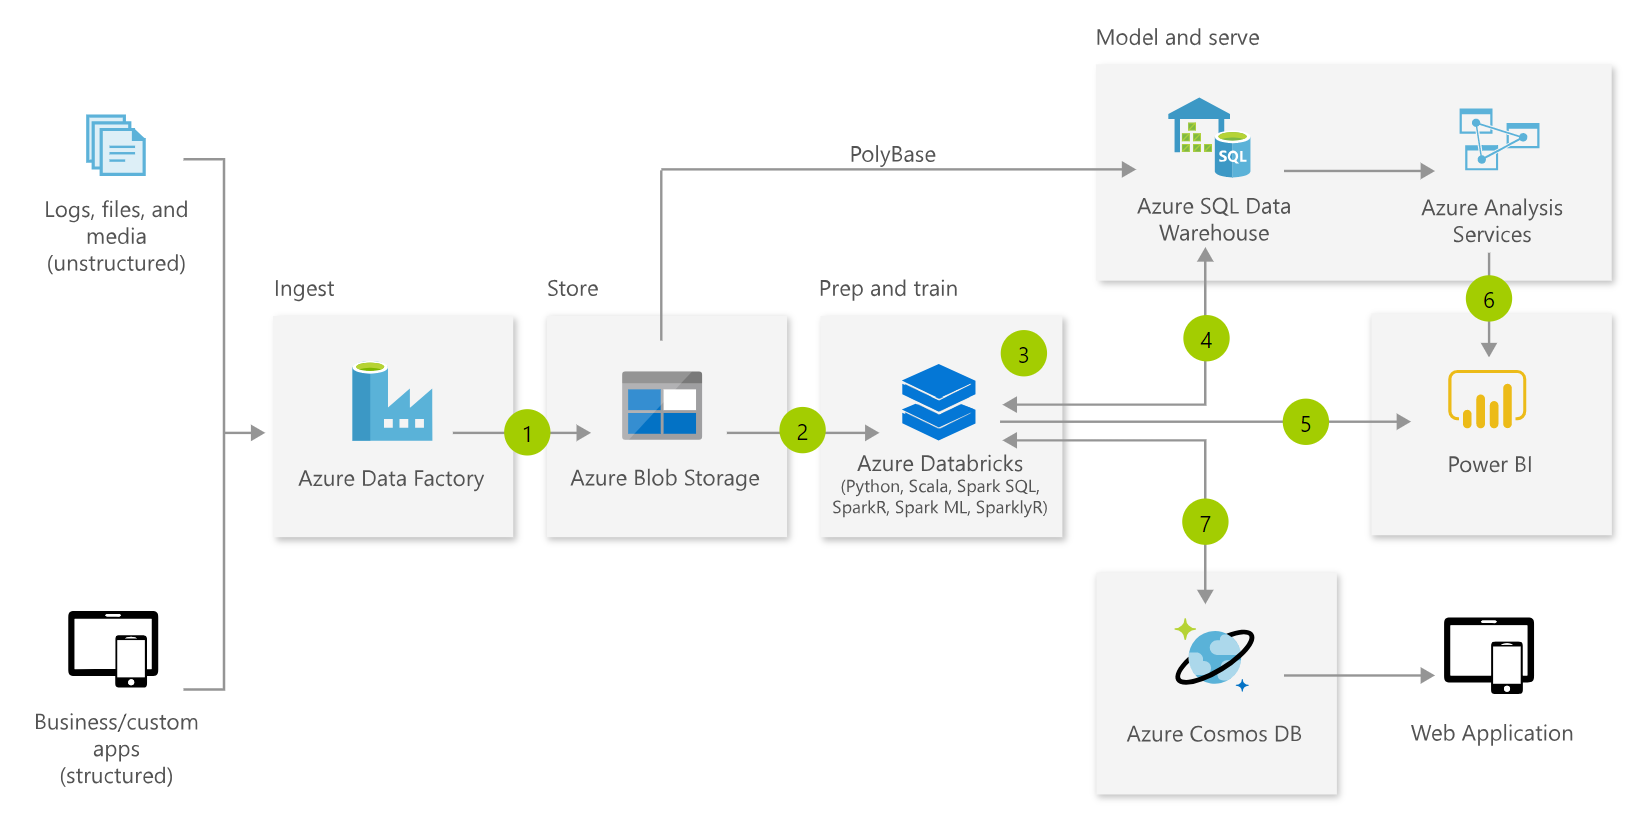 Model and serve
PolyBase
SQL
Azure SQL Data
Warehouse
Azure Analysis
Services
Logs, files, and
media
(unstructured)
Ingest
Store
Prep and train
6
4
3
1
2
5
Azure Data Factory
Azure Blob Storage
Azure Databricks
(Python, Scala, Spark SQL,
SparkR, Spark ML, SparklyR)
Power BI
7
Business/custom
apps
(structured)
Azure Cosmos DB
Web Application